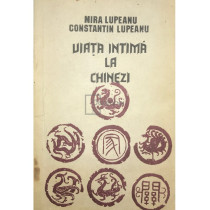 MIRA LUPEANU
CONSTANTIN LUPEANU
VIAȚA INTIMĂ
LA
CHINEZI